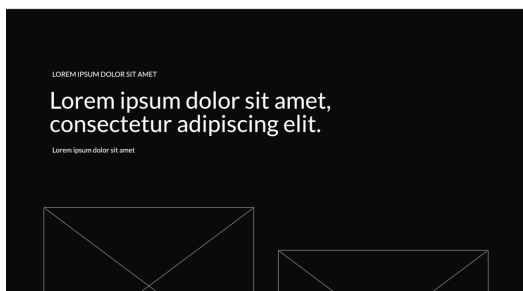 LOREM IPSUM DOLOR SIT AMET
Lorem ipsum dolor sit amet,
consectetur adipiscing elit.
Lorem ipsum dolor sit amet